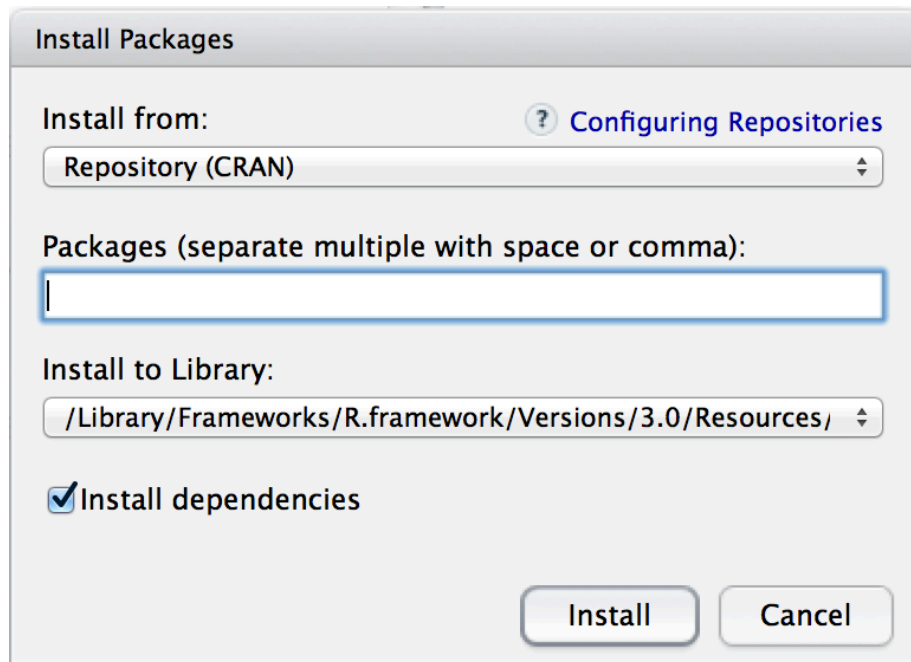 Install Packages
Install from:
? Configuring Repositories
Repository (CRAN)
Packages (separate multiple with space or comma):
Install to Library:
/Library/Frameworks/R.framework/Versions/3.0/Resources/
Install dependencies
Install Cancel